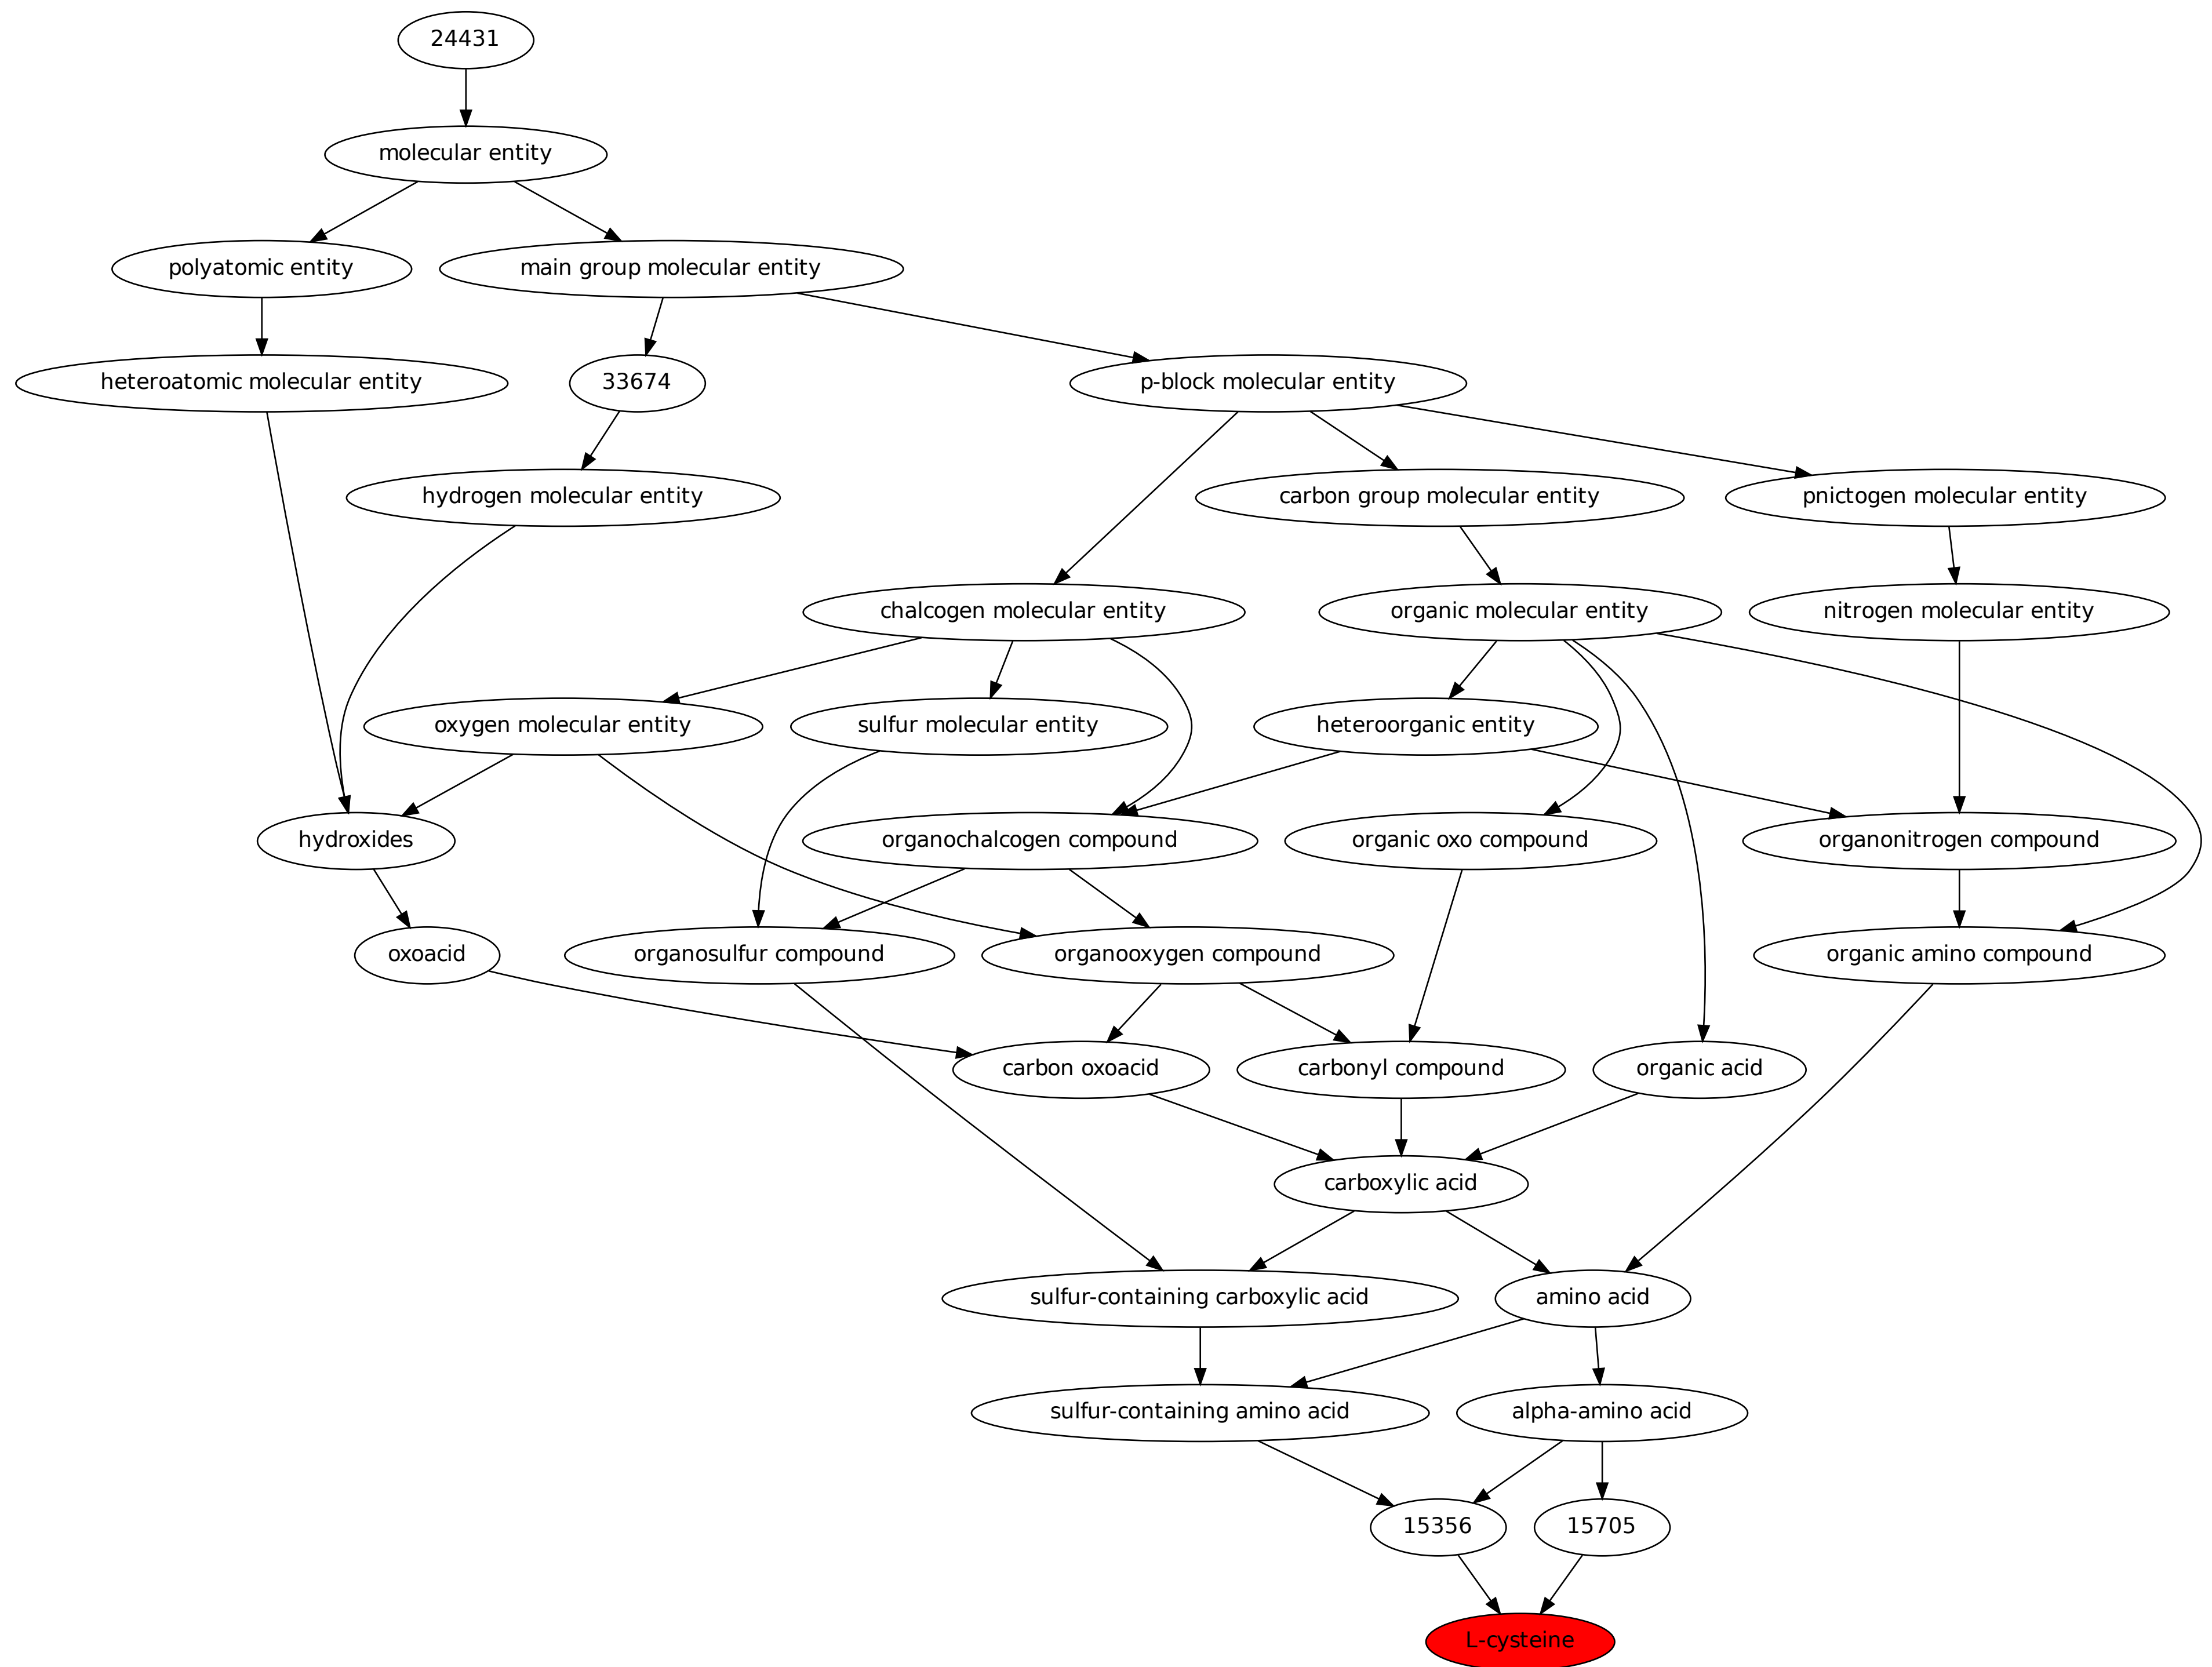 24431
molecular entity
polyatomic entity
main group molecular entity
heteroatomic molecular entity
33674
p-block molecular entity
hydrogen molecular entity
carbon group molecular entity
pnictogen molecular entity
chalcogen molecular entity
organic molecular entity
nitrogen molecular entity
oxygen molecular entity
sulfur molecular entity
heteroorganic entity
hydroxides
organochalcogen compound
organic oxo compound
organonitrogen compound
oxoacid
organosulfur compound
organooxygen compound
organic amino compound
carbon oxoacid
carbonyl compound
organic acid
carboxylic acid
sulfur-containing carboxylic acid
amino acid
sulfur-containing amino acid
alpha-amino acid
15356
15705
L-cysteine